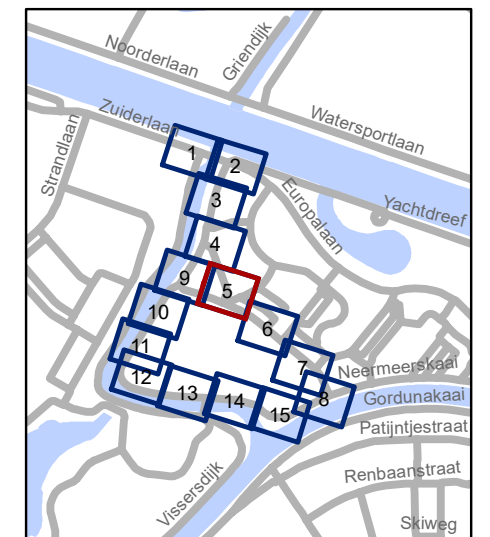 Noorderlaan
Griendijk
Watersportlaan
Zuiderlaan
Strandlaan
Europalaan
Yachtdreef
1
2
3
4
9
5
10
6
11
7
12
13
14
15
8
Neermeerskaai
Gordunakaai
Patijntjestraat
Renbaanstraat
Vissersdijk
Skiweg